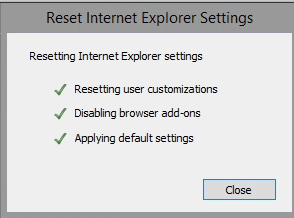 Reset Internet Explorer Settings
Resetting Internet Explorer settings
Resetting user customizations
Disabling browser add-ons
Applying default settings
Close